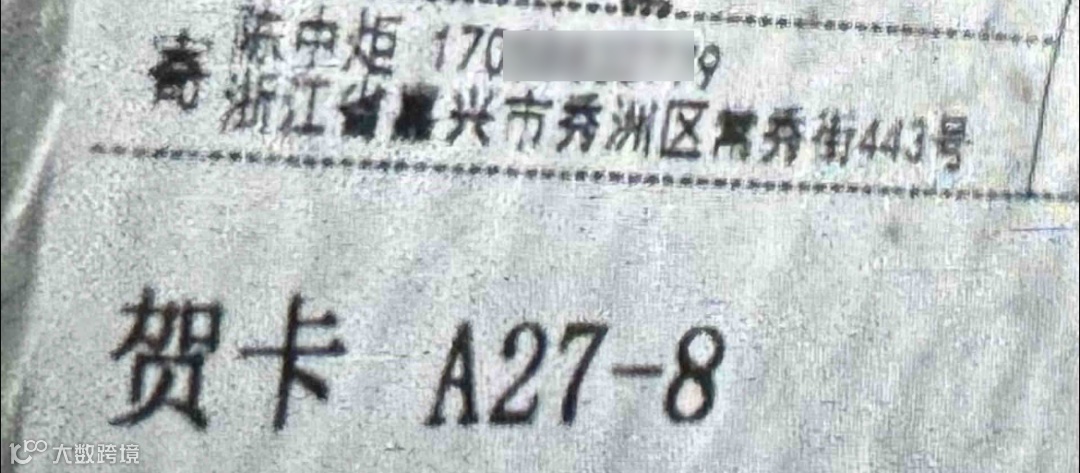 寄
陈中炬 170 9
浙江省嘉兴市秀洲区常秀街443号
贺卡 A27-8
大数跨境